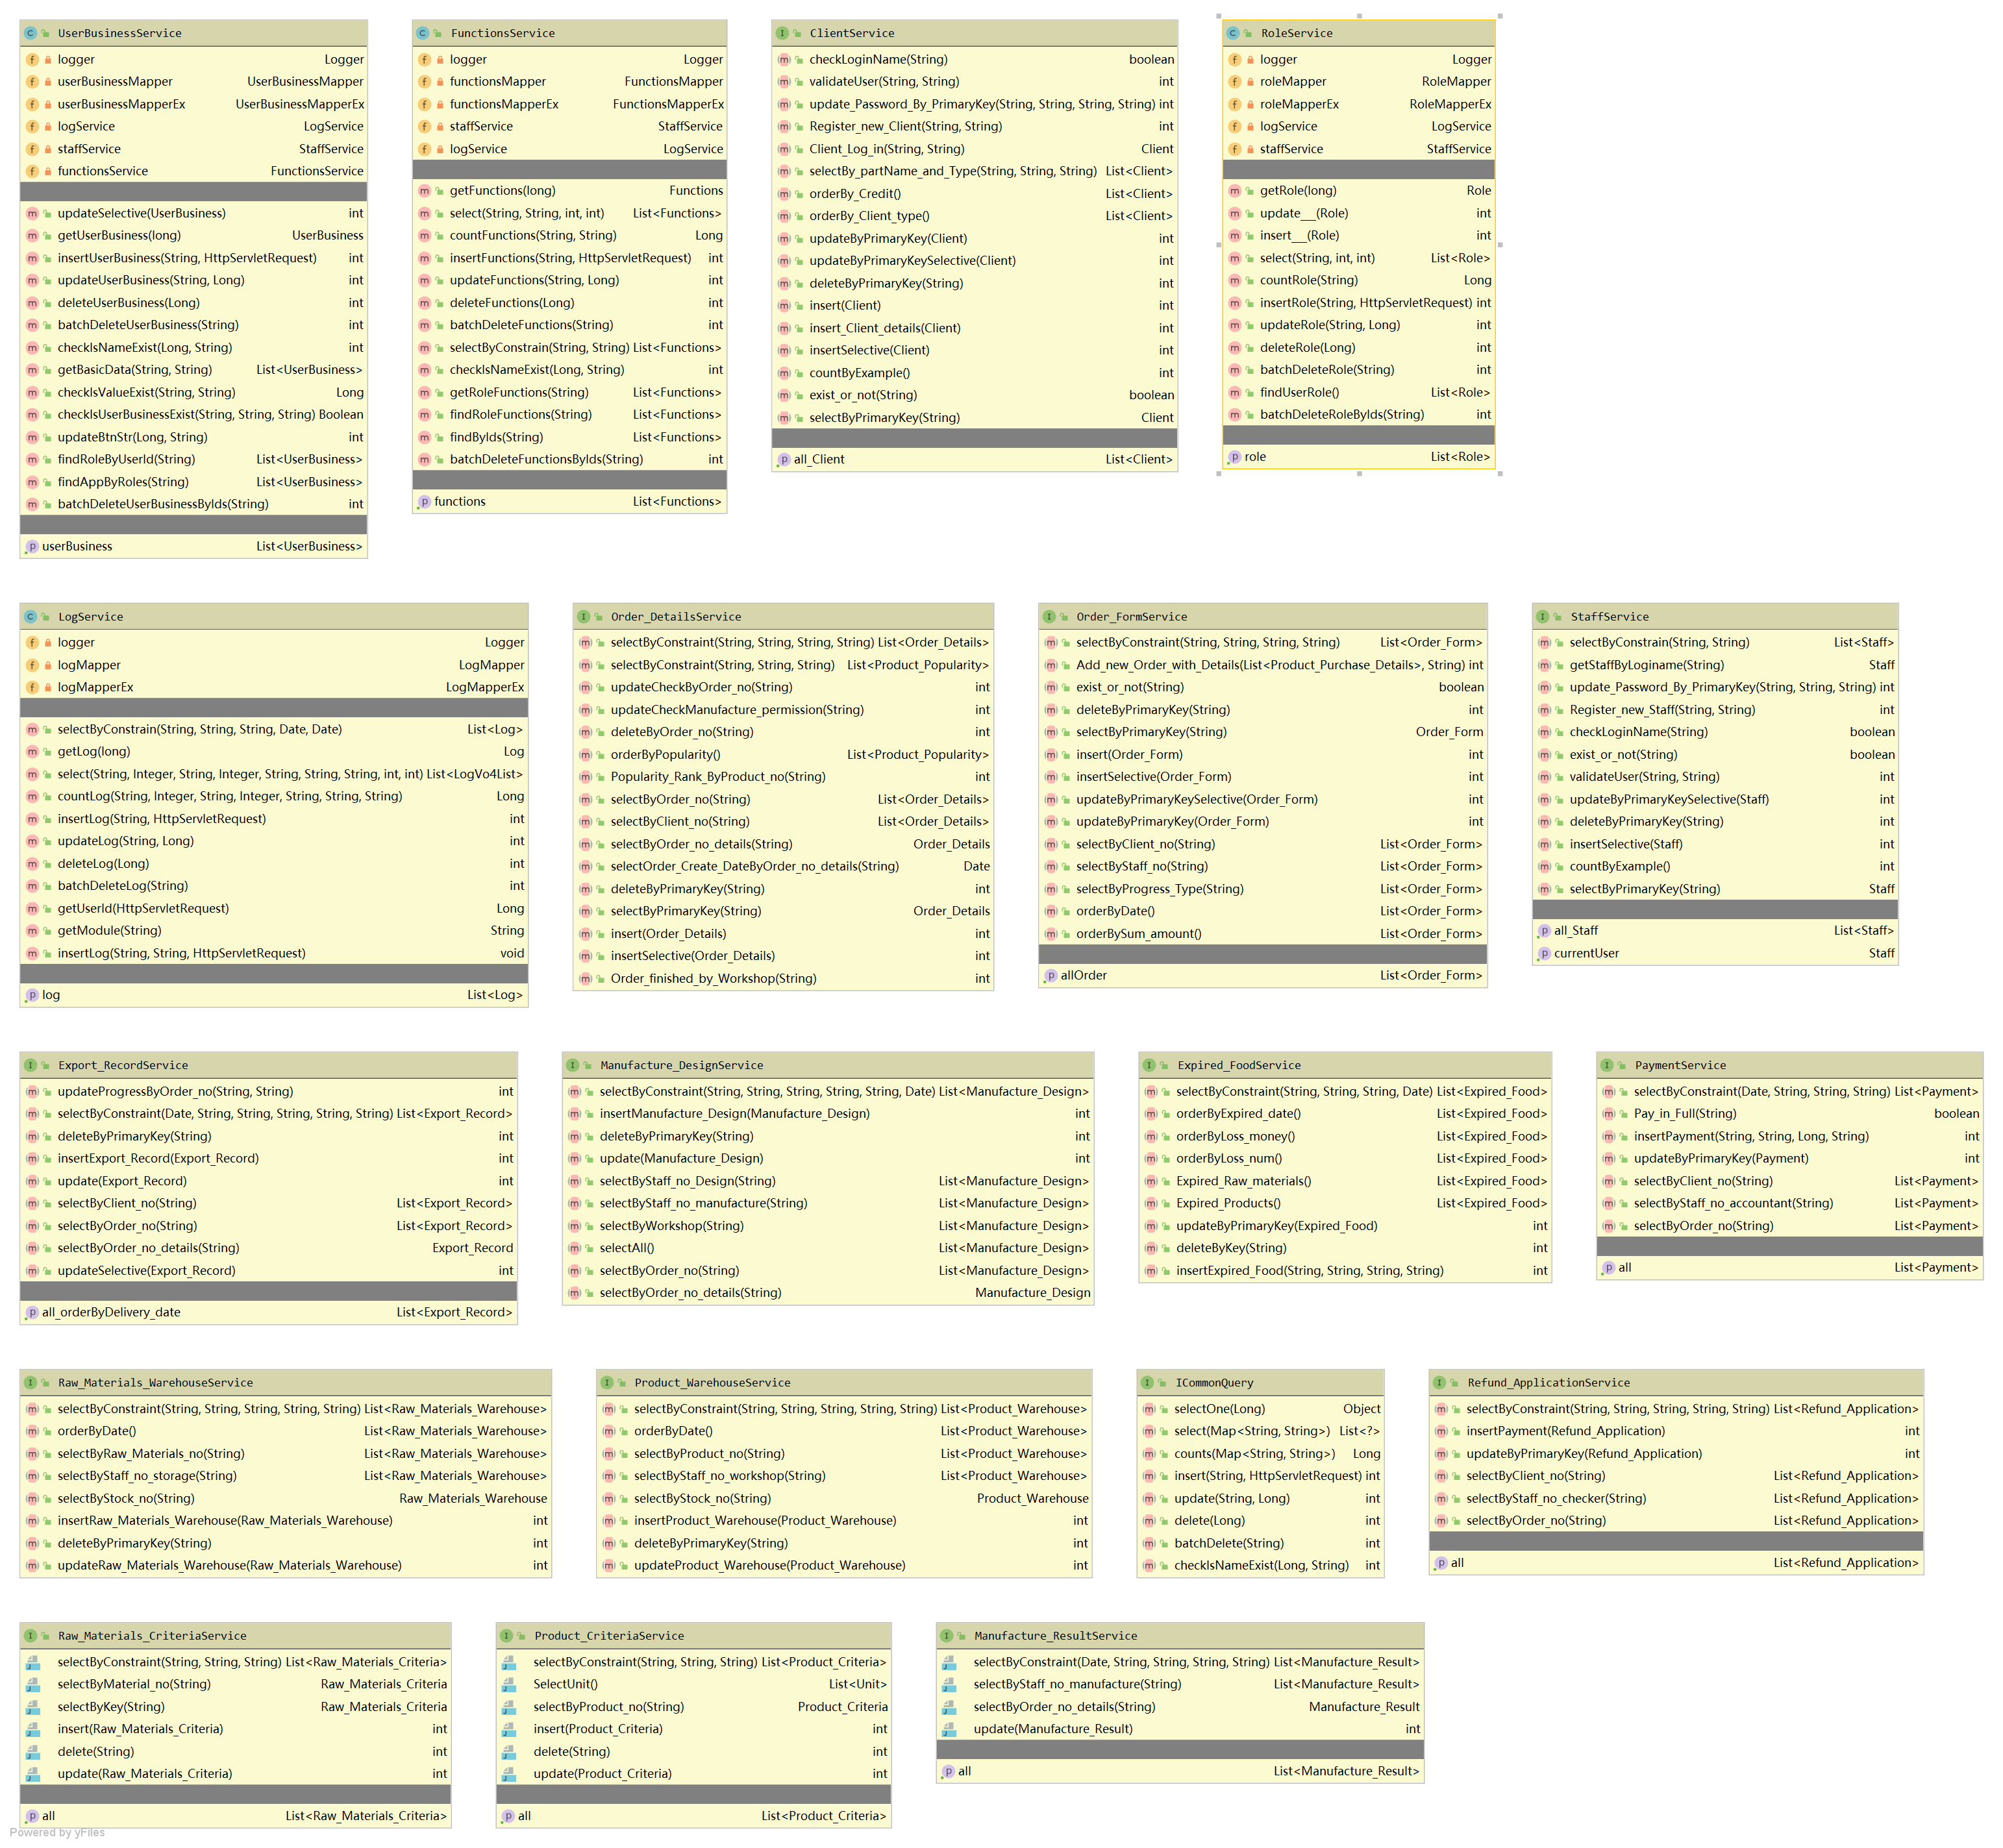 UserBusinessService
logger Logger
userBusinessMapper UserBusinessMapper
userBusinessMapperEx UserBusinessMapperEx
logService LogService
staffService StaffService
functionsService FunctionsService
updateSelective(UserBusiness) int
getUserBusiness(long) UserBusiness
insertUserBusiness(String, HttpServletRequest) int
updateUserBusiness(String, Long) int
deleteUserBusiness(Long) int
batchDeleteUserBusiness(String) int
checkIsNameExist(Long, String) int
getBasicData(String, String) List<UserBusiness>
checkIsValueExist(String, String) Long
checkIsUserBusinessExist(String, String, String) Boolean
updateBtnStr(Long, String) int
findRoleByUserId(String) List<UserBusiness>
findAppByRoles(String) List<UserBusiness>
batchDeleteUserBusinessByIds(String) int
userBusiness List<UserBusiness>
FunctionsService
logger Logger
functionsMapper FunctionsMapper
functionsMapperEx FunctionsMapperEx
staffService StaffService
logService LogService
getFunctions(long) Functions
select(String, String, int, int) List<Functions>
countFunctions(String, String) Long
insertFunctions(String, HttpServletRequest) int
updateFunctions(String, Long) int
deleteFunctions(Long) int
batchDeleteFunctions(String) int
selectByConstrain(String, String) List<Functions>
checkIsNameExist(Long, String) int
getRoleFunctions(String) List<Functions>
findRoleFunctions(String) List<Functions>
findByIds(String) List<Functions>
batchDeleteFunctionsByIds(String) int
functions List<Functions>
ClientService
checkLoginName(String) boolean
validateUser(String, String) int
update_Password_By_PrimaryKey(String, String, String, String) int
Register_new_Client(String, String) int
Client_Log_in(String, String) Client
selectBy_partName_and_Type(String, String, String) List<Client>
orderBy_Credit() List<Client>
orderBy_Client_type() List<Client>
updateByPrimaryKey(Client) int
updateByPrimaryKeySelective(Client) int
deleteByPrimaryKey(String) int
insert(Client) int
insert_Client_details(Client) int
insertSelective(Client) int
countByExample() int
exist_or_not(String) boolean
selectByPrimaryKey(String) Client
all_Client List<Client>
RoleService
logger Logger
roleMapper RoleMapper
roleMapperEx RoleMapperEx
logService LogService
staffService StaffService
getRole(long) Role
update__(Role) int
insert__(Role) int
select(String, int, int) List<Role>
countRole(String) Long
insertRole(String, HttpServletRequest) int
updateRole(String, Long) int
deleteRole(Long) int
batchDeleteRole(String) int
findUserRole() List<Role>
batchDeleteRoleByIds(String) int
role List<Role>
LogService
logger Logger
logMapper LogMapper
logMapperEx LogMapperEx
selectByConstrain(String, String, String, Date, Date) List<Log>
getLog(long) Log
select(String, Integer, String, Integer, String, String, String, int, int) List<LogVo4List>
countLog(String, Integer, String, Integer, String, String, String) Long
insertLog(String, HttpServletRequest) int
updateLog(String, Long) int
deleteLog(Long) int
batchDeleteLog(String) int
getUserId(HttpServletRequest) Long
getModule(String) String
insertLog(String, String, HttpServletRequest) void
log List<Log>
Order_DetailsService
selectByConstraint(String, String, String, String) List<Order_Details>
selectByConstraint(String, String, String) List<Product_Popularity>
updateCheckByOrder_no(String) int
updateCheckManufacture_permission(String) int
deleteByOrder_no(String) int
orderByPopularity() List<Product_Popularity>
Popularity_Rank_ByProduct_no(String) int
selectByOrder_no(String) List<Order_Details>
selectByClient_no(String) List<Order_Details>
selectByOrder_no_details(String) Order_Details
selectOrder_Create_DateByOrder_no_details(String) Date
deleteByPrimaryKey(String) int
selectByPrimaryKey(String) Order_Details
insert(Order_Details) int
insertSelective(Order_Details) int
Order_finished_by_Workshop(String) int
Order_FormService
selectByConstraint(String, String, String, String) List<Order_Form>
Add_new_Order_with_Details(List<Product_Purchase_Details>, String) int
exist_or_not(String) boolean
deleteByPrimaryKey(String) int
selectByPrimaryKey(String) Order_Form
insert(Order_Form) int
insertSelective(Order_Form) int
updateByPrimaryKeySelective(Order_Form) int
updateByPrimaryKey(Order_Form) int
selectByClient_no(String) List<Order_Form>
selectByStaff_no(String) List<Order_Form>
selectByProgress_Type(String) List<Order_Form>
orderByDate() List<Order_Form>
orderBySum_amount() List<Order_Form>
allOrder List<Order_Form>
StaffService
selectByConstrain(String, String) List<Staff>
getStaffByLoginame(String) Staff
update_Password_By_PrimaryKey(String, String, String) int
Register_new_Staff(String, String) int
checkLoginName(String) boolean
exist_or_not(String) boolean
validateUser(String, String) int
updateByPrimaryKeySelective(Staff) int
deleteByPrimaryKey(String) int
insertSelective(Staff) int
countByExample() int
selectByPrimaryKey(String) Staff
all_Staff List<Staff>
currentUser Staff
Export_RecordService
updateProgressByOrder_no(String, String) int
selectByConstraint(Date, String, String, String, String, String) List<Export_Record>
deleteByPrimaryKey(String) int
insertExport_Record(Export_Record) int
update(Export_Record) int
selectByClient_no(String) List<Export_Record>
selectByOrder_no(String) List<Export_Record>
selectByOrder_no_details(String) Export_Record
updateSelective(Export_Record) int
all_orderByDelivery_date List<Export_Record>
Manufacture_DesignService
selectByConstraint(String, String, String, String, String, Date) List<Manufacture_Design>
insertManufacture_Design(Manufacture_Design) int
deleteByPrimaryKey(String) int
update(Manufacture_Design) int
selectByStaff_no_Design(String) List<Manufacture_Design>
selectByStaff_no_manufacture(String) List<Manufacture_Design>
selectByWorkshop(String) List<Manufacture_Design>
selectAll() List<Manufacture_Design>
selectByOrder_no(String) List<Manufacture_Design>
selectByOrder_no_details(String) Manufacture_Design
Expired_FoodService
selectByConstraint(String, String, String, Date) List<Expired_Food>
orderByExpired_date() List<Expired_Food>
orderByLoss_money() List<Expired_Food>
orderByLoss_num() List<Expired_Food>
Expired_Raw_materials() List<Expired_Food>
Expired_Products() List<Expired_Food>
updateByPrimaryKey(Expired_Food) int
deleteByKey(String) int
insertExpired_Food(String, String, String, String) int
PaymentService
selectByConstraint(Date, String, String, String) List<Payment>
Pay_in_Full(String) boolean
insertPayment(String, String, Long, String) int
updateByPrimaryKey(Payment) int
selectByClient_no(String) List<Payment>
selectByStaff_no_accountant(String) List<Payment>
selectByOrder_no(String) List<Payment>
all List<Payment>
Raw_Materials_WarehouseService
selectByConstraint(String, String, String, String, String) List<Raw_Materials_Warehouse>
orderByDate() List<Raw_Materials_Warehouse>
selectByRaw_Materials_no(String) List<Raw_Materials_Warehouse>
selectByStaff_no_storage(String) List<Raw_Materials_Warehouse>
selectByStock_no(String) Raw_Materials_Warehouse
insertRaw_Materials_Warehouse(Raw_Materials_Warehouse) int
deleteByPrimaryKey(String) int
updateRaw_Materials_Warehouse(Raw_Materials_Warehouse) int
Product_WarehouseService
selectByConstraint(String, String, String, String, String) List<Product_Warehouse>
orderByDate() List<Product_Warehouse>
selectByProduct_no(String) List<Product_Warehouse>
selectByStaff_no_workshop(String) List<Product_Warehouse>
selectByStock_no(String) Product_Warehouse
insertProduct_Warehouse(Product_Warehouse) int
deleteByPrimaryKey(String) int
updateProduct_Warehouse(Product_Warehouse) int
ICommonQuery
selectOne(Long) Object
select(Map<String, String>) List<?>
counts(Map<String, String>) Long
insert(String, HttpServletRequest) int
update(String, Long) int
delete(Long) int
batchDelete(String) int
checkIsNameExist(Long, String) int
Refund_ApplicationService
selectByConstraint(String, String, String, String, String) List<Refund_Application>
insertPayment(Refund_Application) int
updateByPrimaryKey(Refund_Application) int
selectByClient_no(String) List<Refund_Application>
selectByStaff_no_checker(String) List<Refund_Application>
selectByOrder_no(String) List<Refund_Application>
all List<Refund_Application>
Raw_Materials_CriteriaService
selectByConstraint(String, String, String) List<Raw_Materials_Criteria>
selectByMaterial_no(String) Raw_Materials_Criteria
selectByKey(String) Raw_Materials_Criteria
insert(Raw_Materials_Criteria) int
delete(String) int
update(Raw_Materials_Criteria) int
all List<Raw_Materials_Criteria>
Product_CriteriaService
selectByConstraint(String, String, String) List<Product_Criteria>
SelectUnit() List<Unit>
selectByProduct_no(String) Product_Criteria
insert(Product_Criteria) int
delete(String) int
update(Product_Criteria) int
all List<Product_Criteria>
Manufacture_ResultService
selectByConstraint(Date, String, String, String, String) List<Manufacture_Result>
selectByStaff_no_manufacture(String) List<Manufacture_Result>
selectByOrder_no_details(String) Manufacture_Result
update(Manufacture_Result) int
all List<Manufacture_Result>
Powered by yFiles